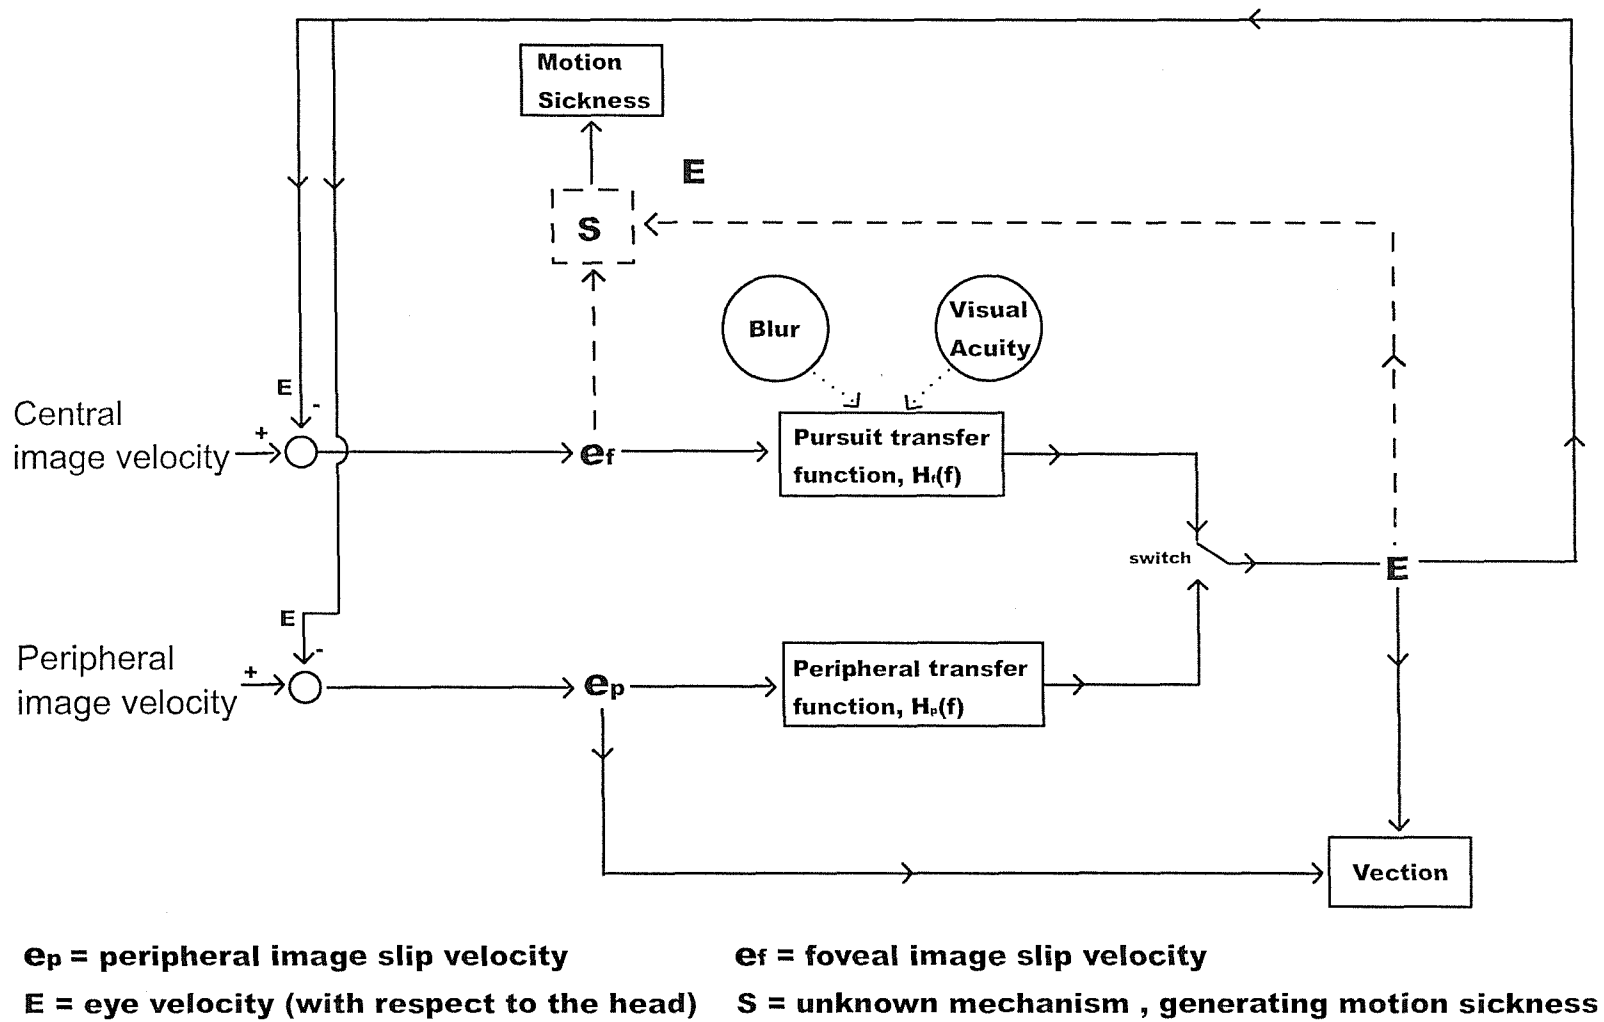 Motion
Sickness
E
S
Blur
Visual
Acuity
E
-
Central
image velocity
+
ef
Pursuit transfer
function, Hf(f)
switch
E
E
-
Peripheral
image velocity
+
ep
Peripheral transfer
function, Hp(f)
Vection
ep = peripheral image slip velocity
ef = foveal image slip velocity
E = eye velocity (with respect to the head)
S = unknown mechanism , generating motion sickness